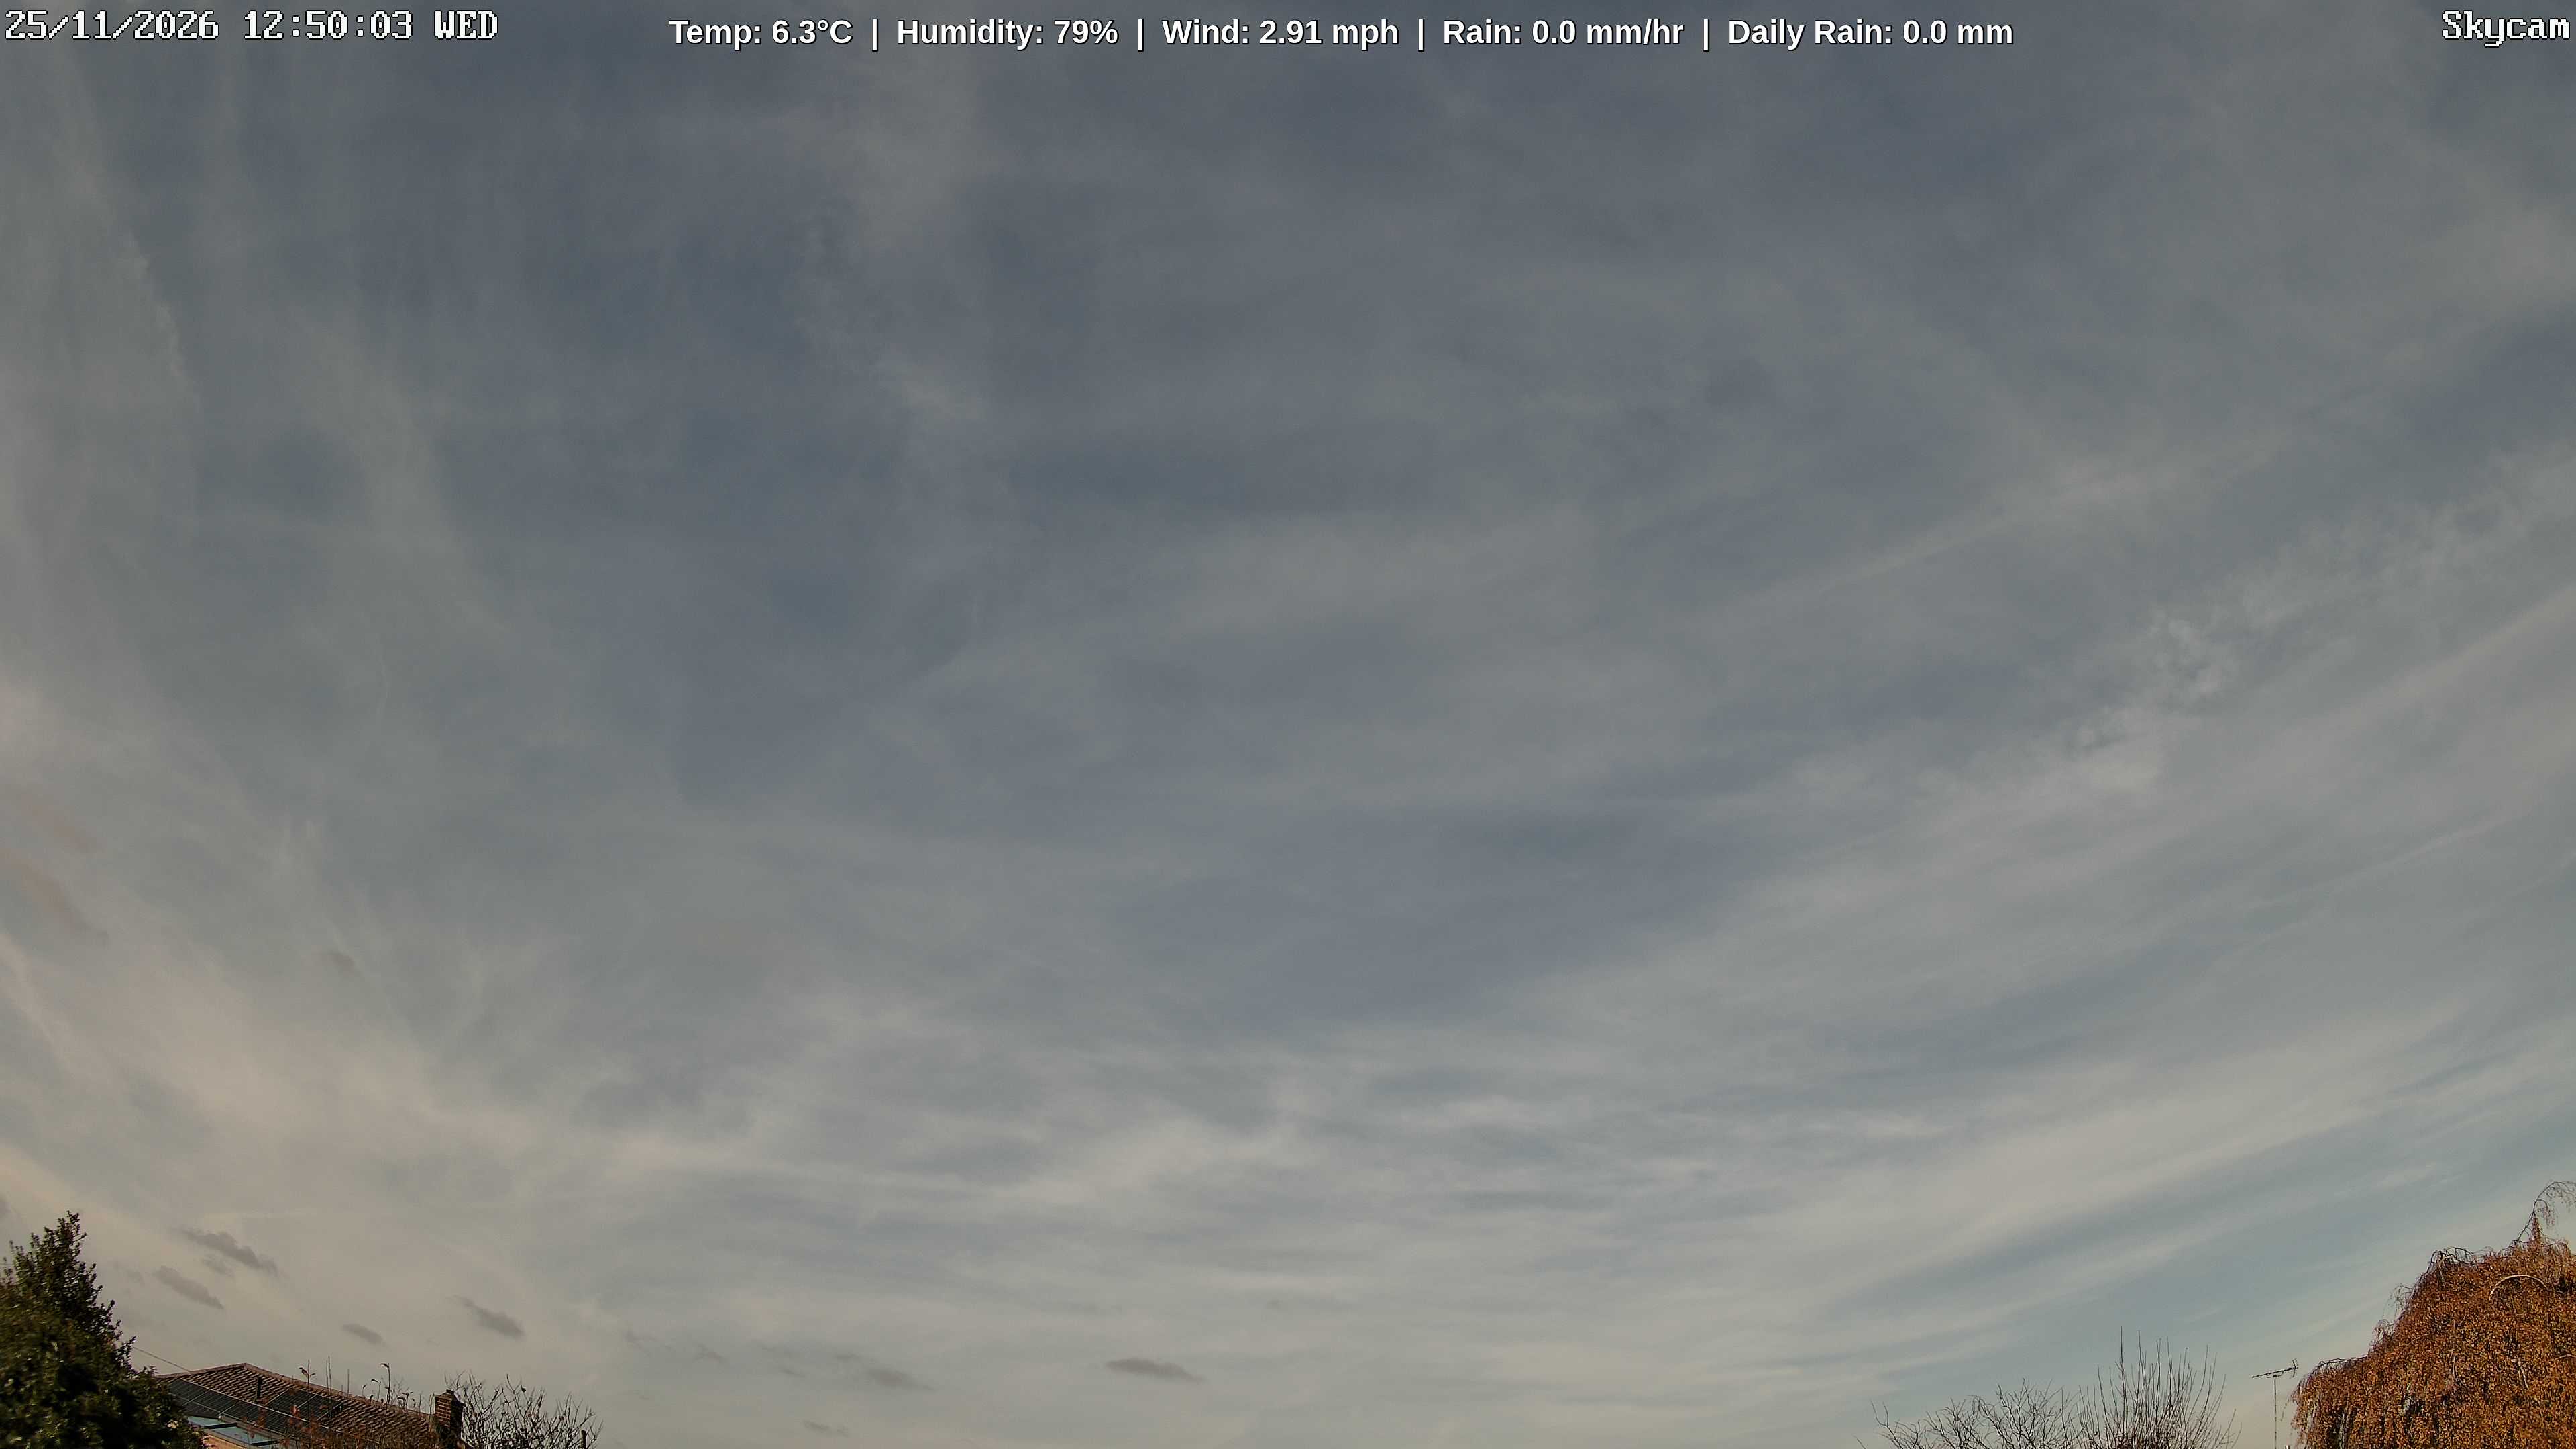 25/11/2026 12:50:03 WED
Temp: 6.3°C | Humidity: 79% | Wind: 2.91 mph | Rain: 0.0 mm/hr | Daily Rain: 0.0 mm
Skycam